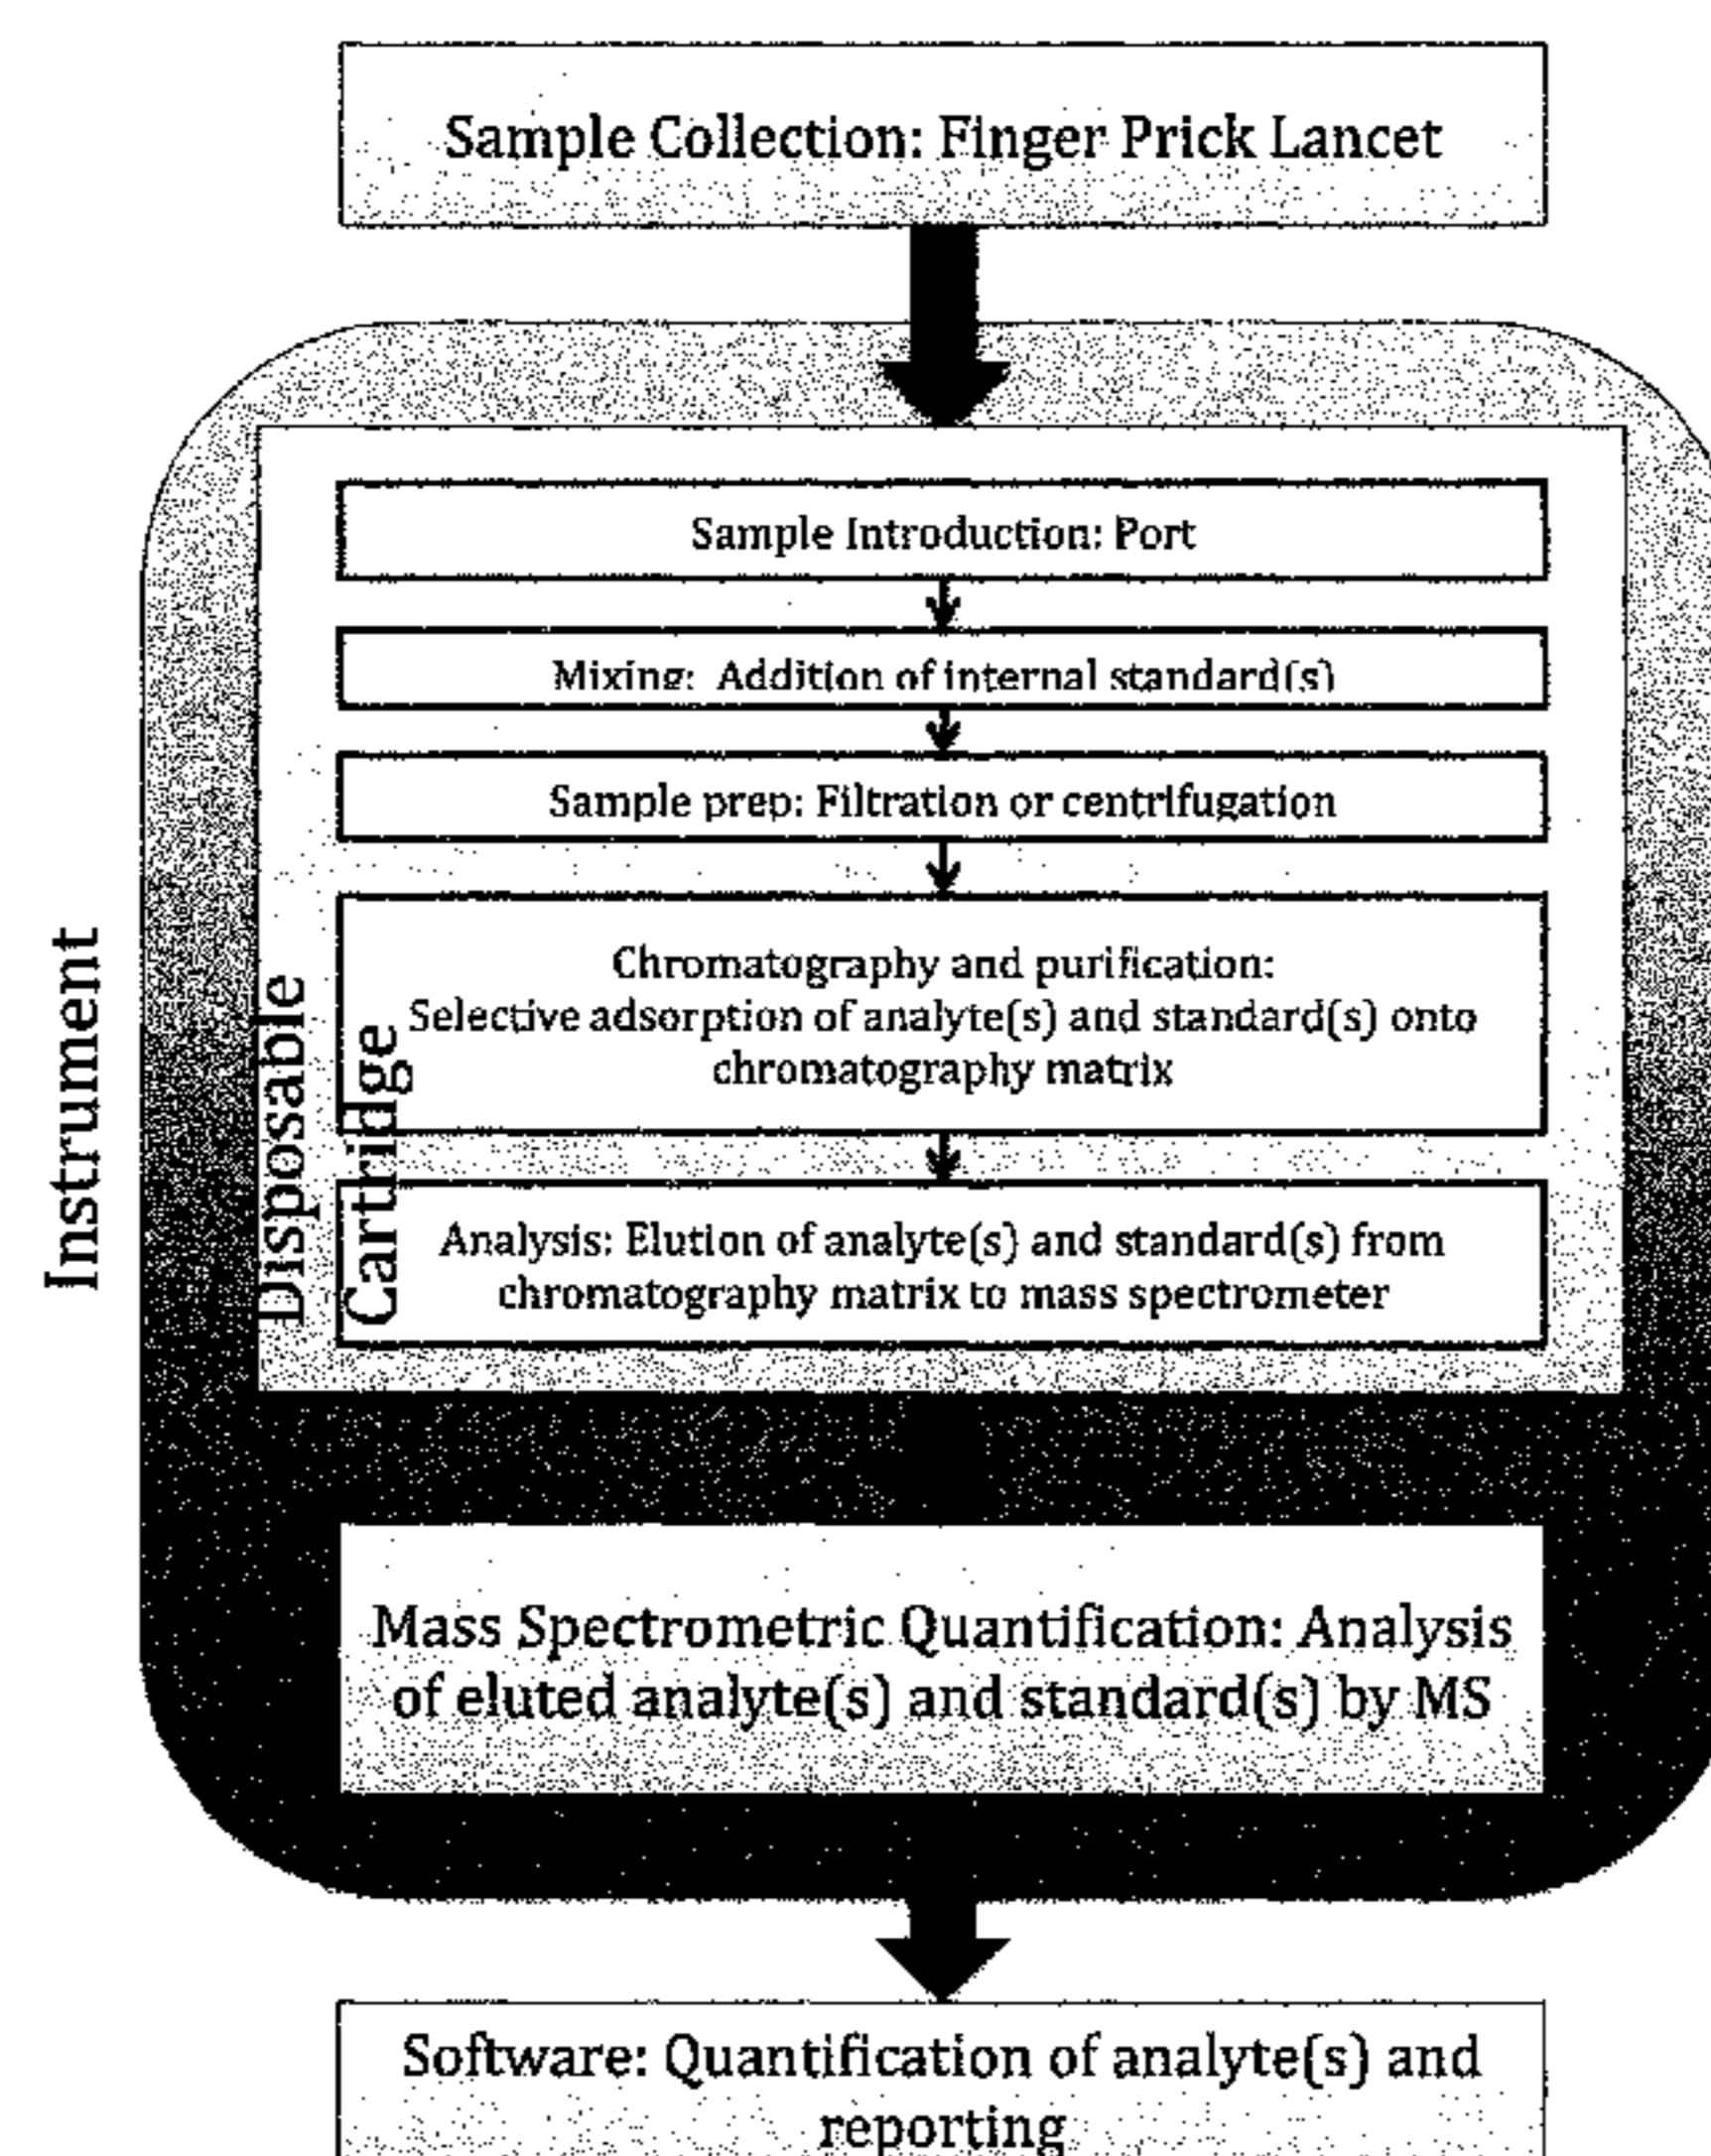 Sample Collection: Finger Prick Lancet
Sample Introduction: Port
Mixing: Addition of internal standard(s)
Sample prep: Filtration or centrifugation
Chromatography and purification:
Selective adsorption of analyte(s) and standard(s) onto
chromatography matrix
Analysis: Elution of analyte(s) and standard(s) from
chromatography matrix to mass spectrometer
Instrument
Disposable
Cartridge
Mass Spectrometric Quantification: Analysis
of eluted analyte(s) and standard(s) by MS
Software: Quantification of analyte(s) and
reporting